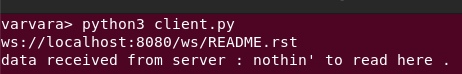 varvara> python3 client.py
ws://localhost:8080/ws/README.rst
data received from server : nothin' to read here .